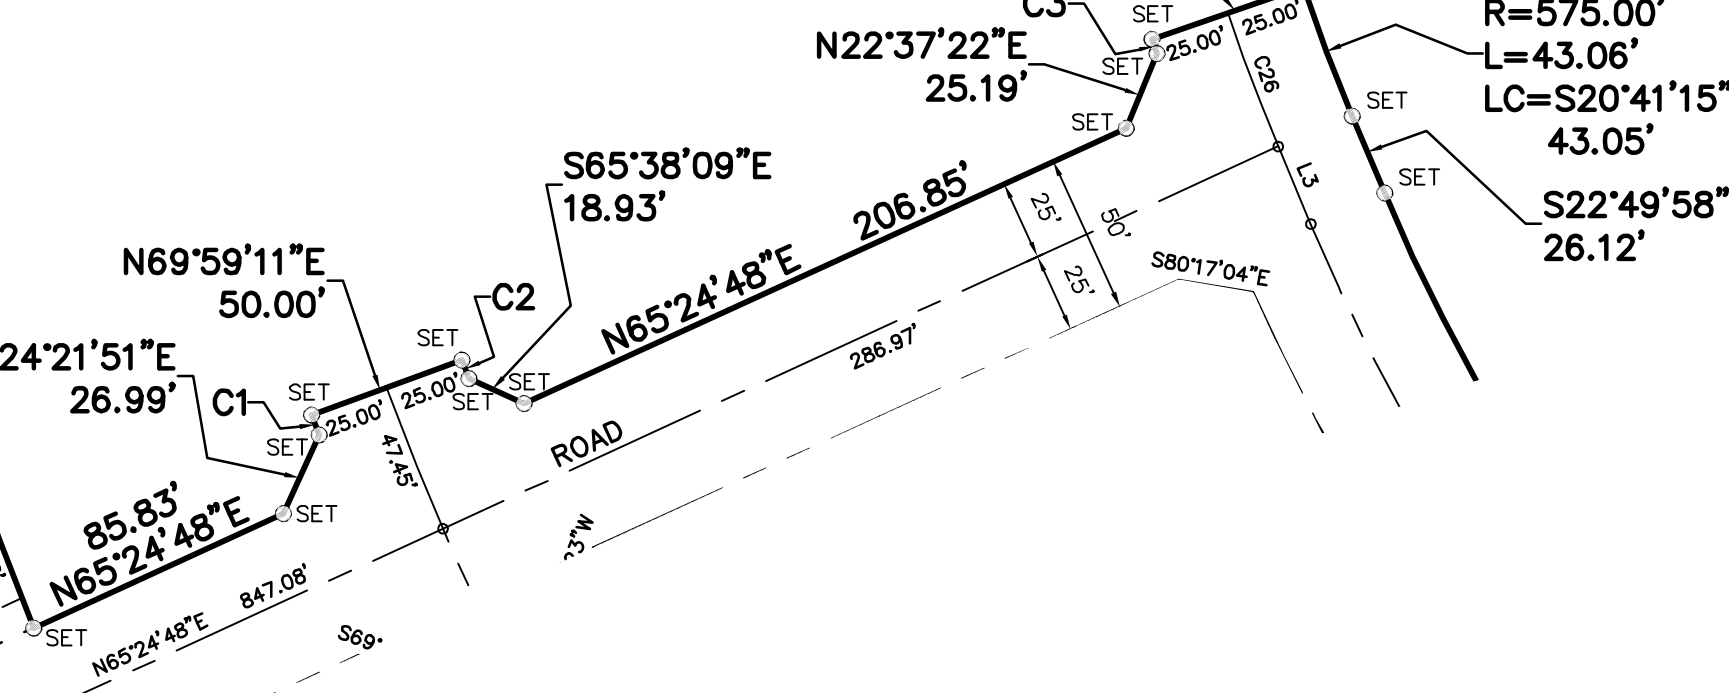 C3
SET
25.00'
25.00'
R=575.00'
L=43.06'
LC=S20°41'15"
43.05'
N22°37'22"E
25.19'
SET
C26
SET
SET
L3
SET
S22°49'58"
26.12'
S65°38'09"E
18.93'
206.85'
N65°24'48"E
25'
50'
25'
S80°17'04"E
N69°59'11"E
50.00'
C2
SET
286.97'
24°21'51"E
26.99'
C1
SET
25.00'
25.00'
SET
SET
SET
47.45'
ROAD
85.83'
N65°24'48"E
SET
SET
N65°24'48"E
847.08'
S69°